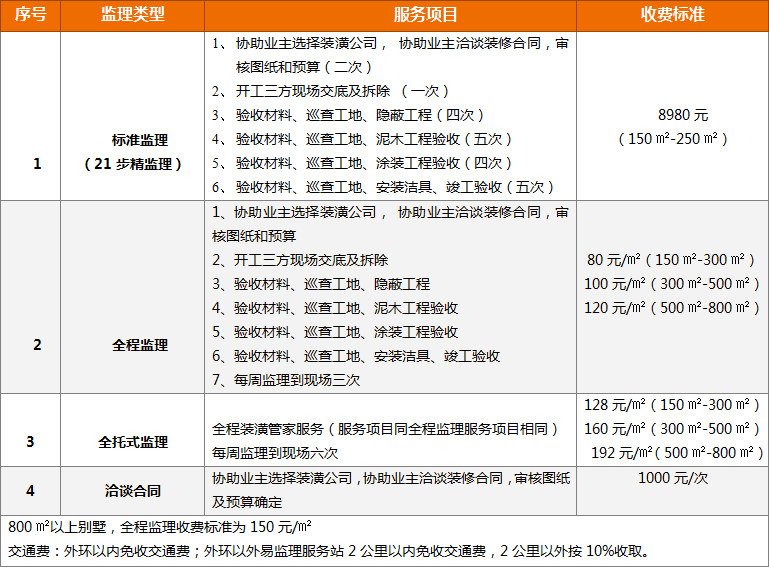 序号 监理类型 服务项目 收费标准
1 标准监理
（21步精监理）
1、 协助业主选择装潢公司， 协助业主洽谈装修合同，审
核图纸和预算（二次）
2、 开工三方现场交底及拆除 （一次）
3、 验收材料、巡查工地、隐蔽工程（四次）
4、 验收材料、巡查工地、泥木工程验收（五次）
5、 验收材料、巡查工地、涂装工程验收（四次）
6、 验收材料、巡查工地、安装洁具、竣工验收（五次）
8980 元
（150 ㎡-250 ㎡）
2 全程监理
1、协助业主选择装潢公司， 协助业主洽谈装修合同，审
核图纸和预算
2、开工三方现场交底及拆除
3、验收材料、巡查工地、隐蔽工程
4、验收材料、巡查工地、泥木工程验收
5、验收材料、巡查工地、涂装工程验收
6、验收材料、巡查工地、安装洁具、竣工验收
7、每周监理到现场三次
80 元/㎡（150 ㎡-300 ㎡）
100 元/㎡（300 ㎡-500 ㎡）
120 元/㎡（500 ㎡-800 ㎡）
3 全托式监理
全程装潢管家服务（服务项目同全程监理服务项目相同）
每周监理到现场六次
128 元/㎡（150 ㎡-300 ㎡）
160 元/㎡（300 ㎡-500 ㎡）
192 元/㎡（500 ㎡-800 ㎡）
4 洽谈合同
协助业主选择装潢公司，协助业主洽谈装修合同，审核图纸
及预算确定
1000 元/次
800 ㎡以上别墅，全程监理收费标准为 150 元/㎡
交通费：外环以内免收交通费；外环以外易监理服务站 2 公里以内免收交通费，2 公里以外按 10%收取。